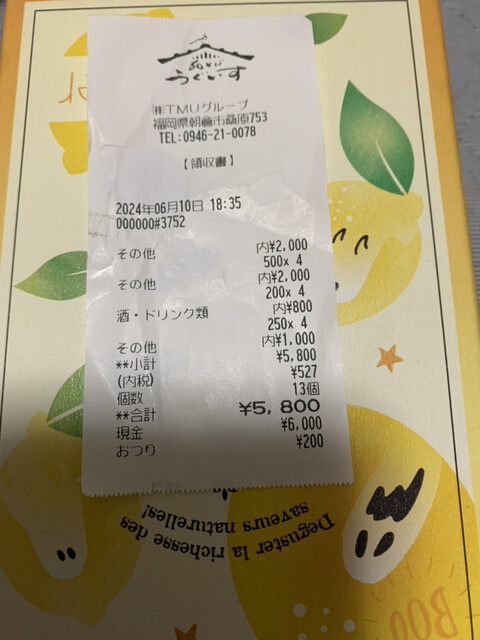 うぐいす
㈱TMUグループ
福岡県朝倉市桑原753
TEL:0946-21-0078
【領収書】
2024年06月10日 18:35
000000#3752
その他 内¥2,000
500x 4
その他 内¥2,000
200x 4
酒・ドリンク類 内¥800
250x 4
その他 内¥1,000
**小計 ¥5,800
(内税) ¥527
個数 13個
**合計 ¥5,800
現金 ¥6,000
おつり ¥200
Deguster la richesse des
saveurs naturelles!
BOO